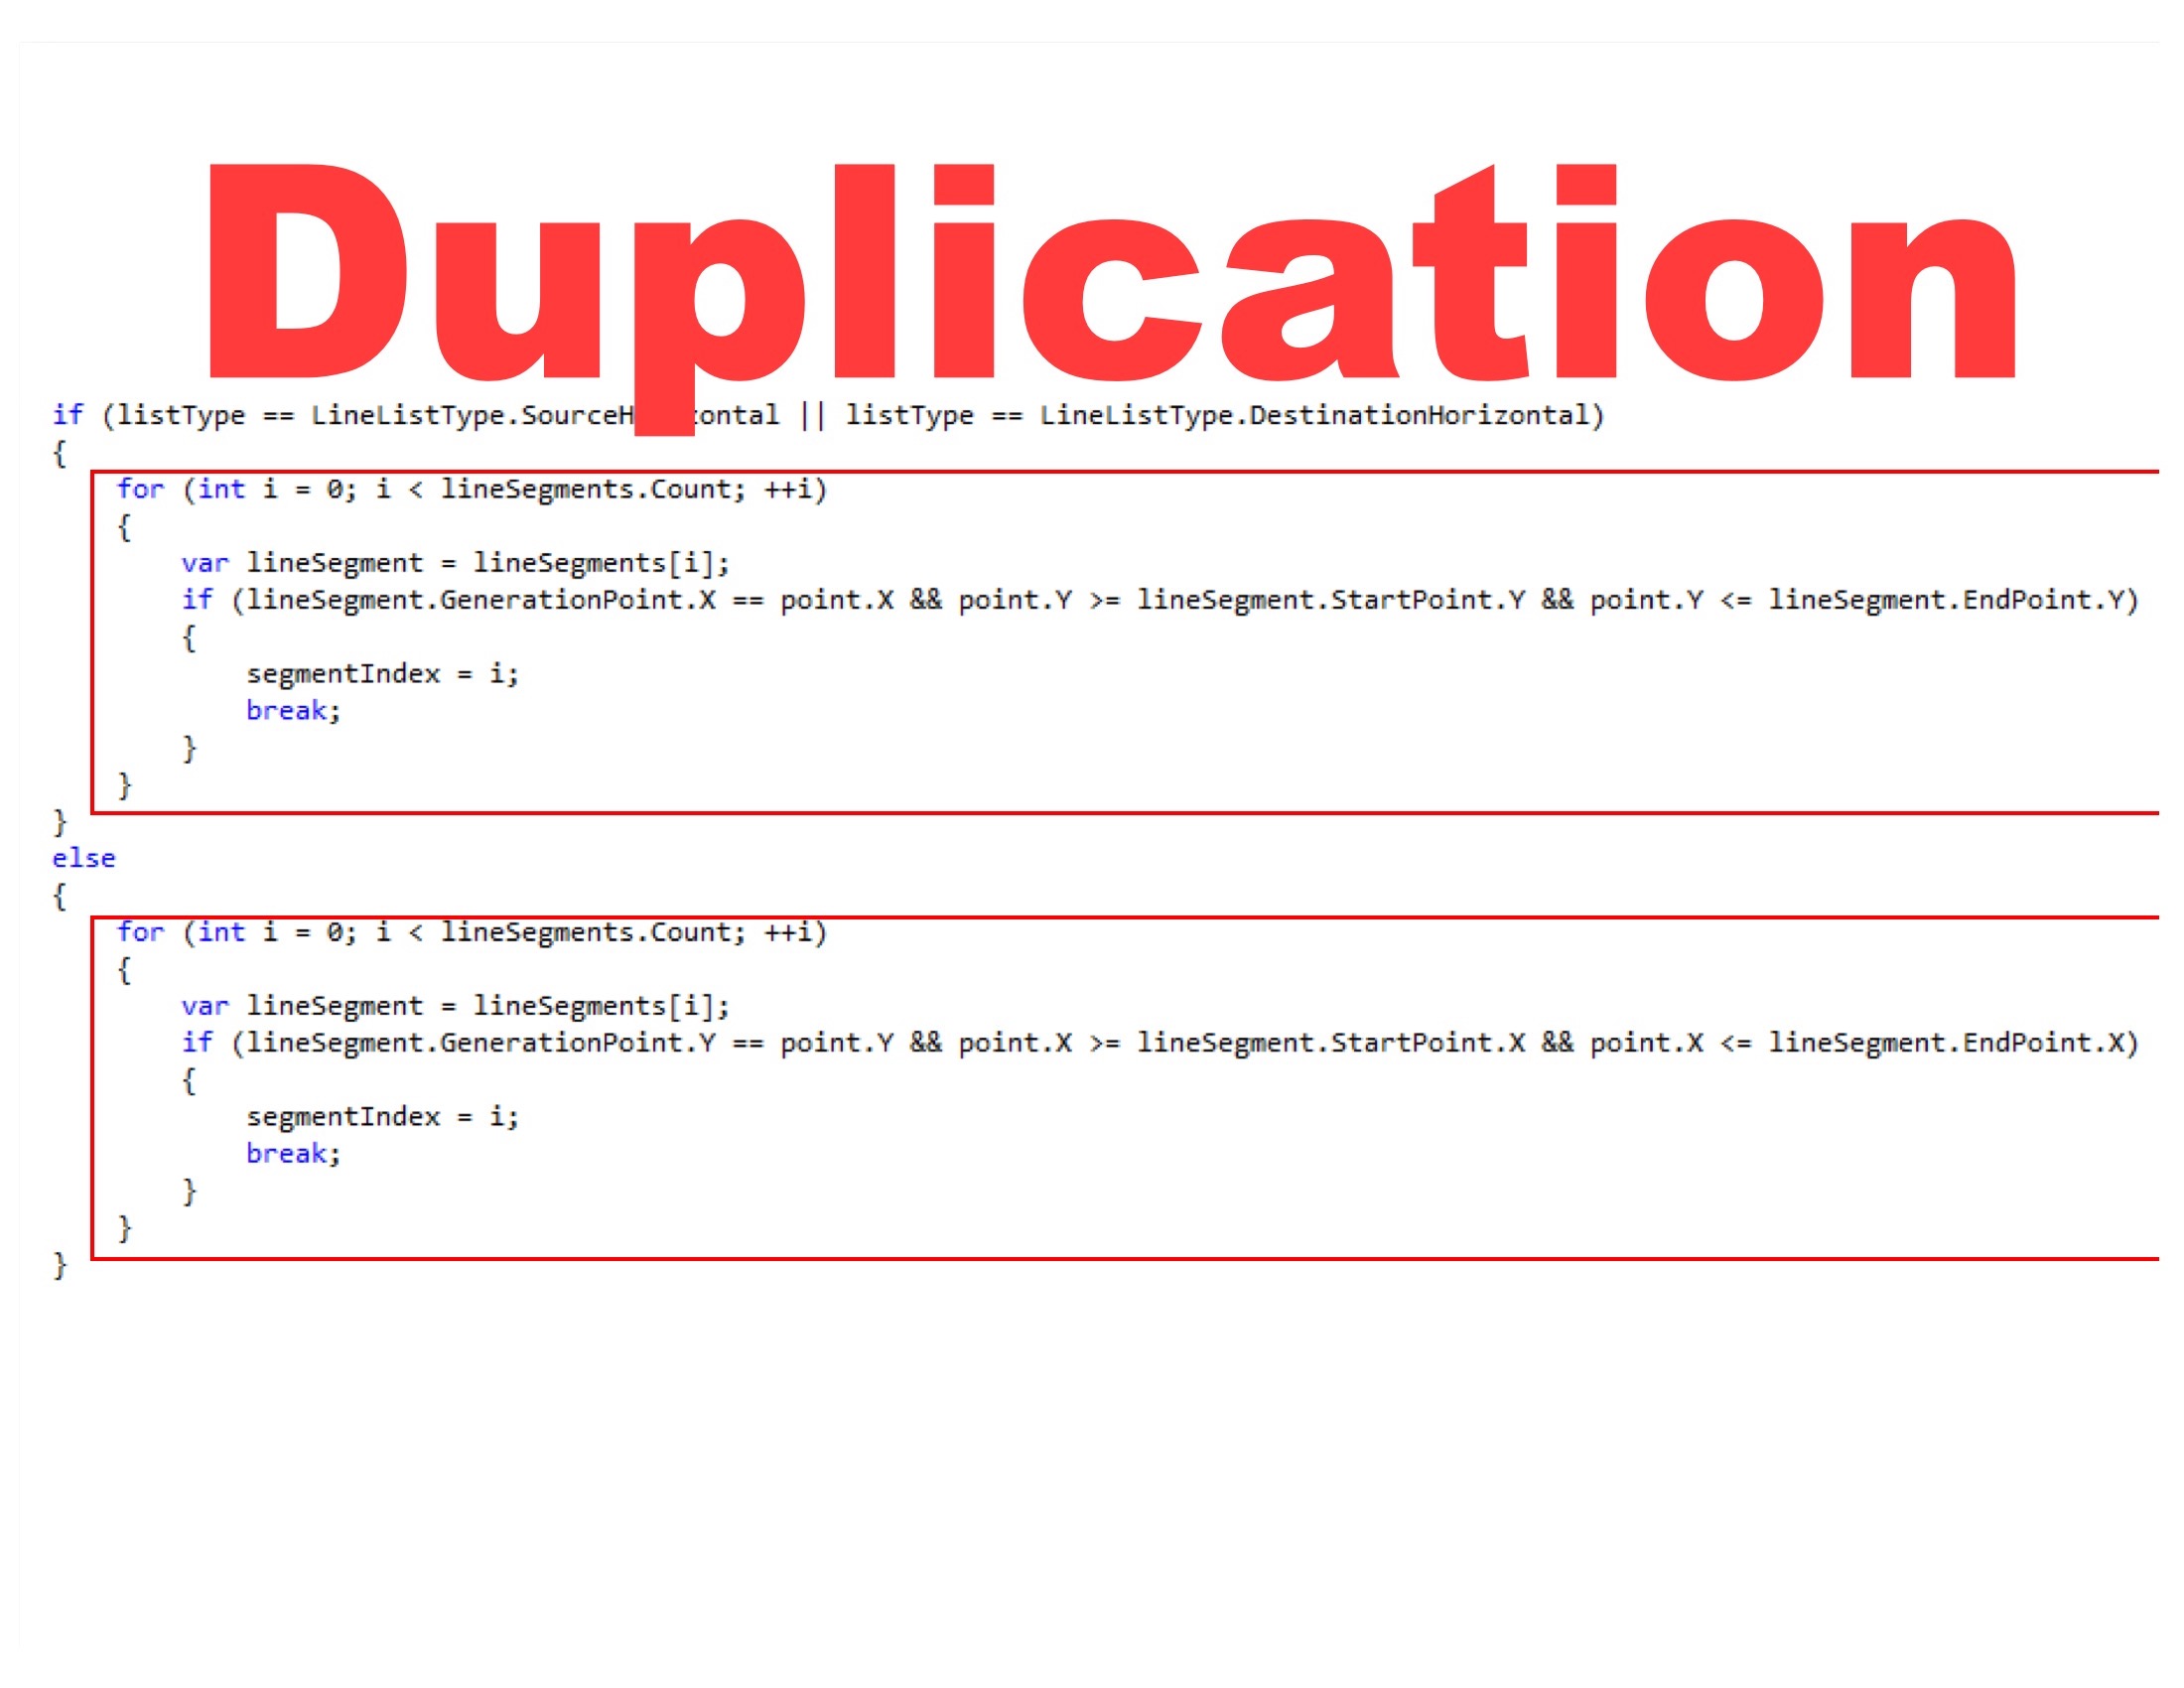 Duplication
if (listType == LineListType.SourceH ontal || listType == LineListType.DestinationHorizontal)
{
for (int i = 0; i < lineSegments.Count; ++i)
{
var lineSegment = lineSegments[i];
if (lineSegment.GenerationPoint.X == point.X && point.Y >= lineSegment.StartPoint.Y && point.Y <= lineSegment.EndPoint.Y)
{
segmentIndex = i;
break;
}
}
}
else
{
for (int i = 0; i < lineSegments.Count; ++i)
{
var lineSegment = lineSegments[i];
if (lineSegment.GenerationPoint.Y == point.Y && point.X >= lineSegment.StartPoint.X && point.X <= lineSegment.EndPoint.X)
{
segmentIndex = i;
break;
}
}
}